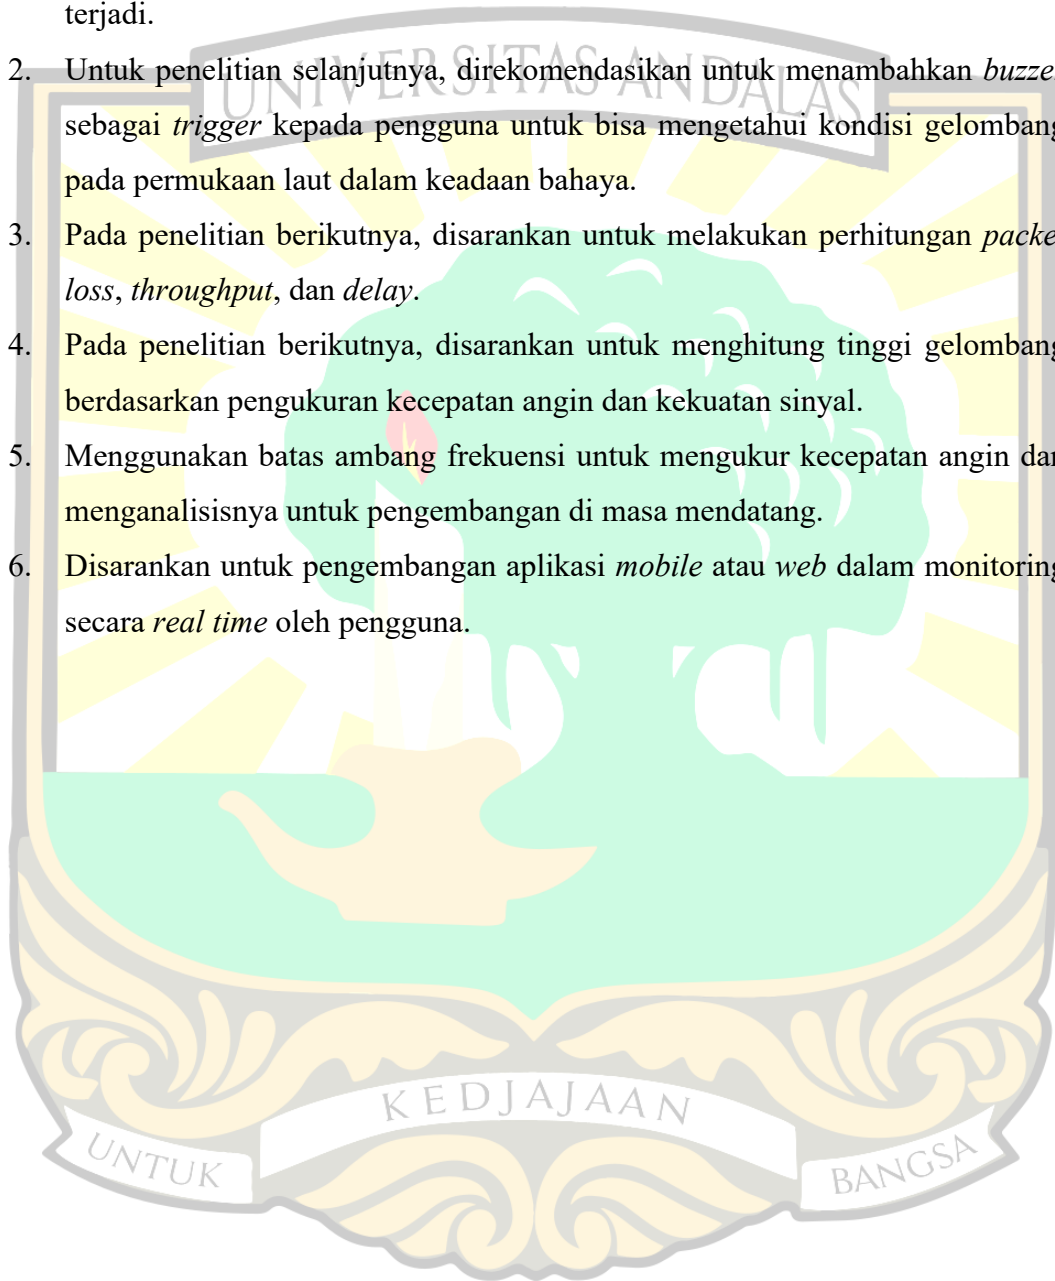 terjadi.
UNIVERSITAS ANDALAS
2. Untuk penelitian selanjutnya, direkomendasikan untuk menambahkan buzze
sebagai trigger kepada pengguna untuk bisa mengetahui kondisi gelombang
pada permukaan laut dalam keadaan bahaya.
3. Pada penelitian berikutnya, disarankan untuk melakukan perhitungan packe
loss, throughput, dan delay.
4. Pada penelitian berikutnya, disarankan untuk menghitung tinggi gelombang
berdasarkan pengukuran kecepatan angin dan kekuatan sinyal.
5. Menggunakan batas ambang frekuensi untuk mengukur kecepatan angin dan
menganalisisnya untuk pengembangan di masa mendatang.
6. Disarankan untuk pengembangan aplikasi mobile atau web dalam monitoring
secara real time oleh pengguna.
UNTUK KEDJAJAAN BANGSA